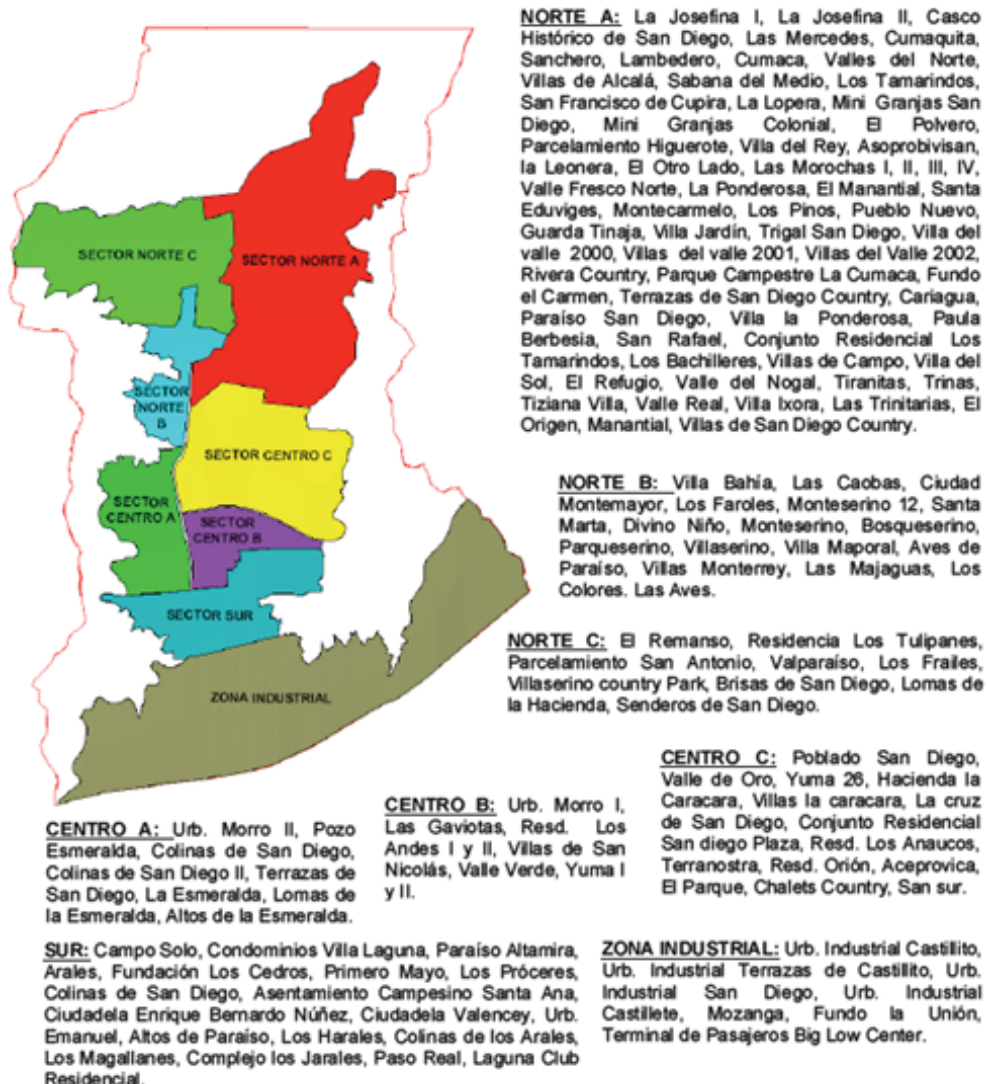 NORTE A: La Josefina I, La Josefina II, Casco
Histórico de San Diego, Las Mercedes, Cumaquita,
Sanchero, Lambedero, Cumaca, Valles del Norte,
Villas de Alcalá, Sabana del Medio, Los Tamarindos,
San Francisco de Cupira, La Lopera, Mini Granjas San
Diego, Mini Granjas Colonial, El Polvero,
Parcelamiento Higuerote, Villa del Rey, Asoprobivisan,
la Leonera, El Otro Lado, Las Morochas I, II, III, IV,
Valle Fresco Norte, La Ponderosa, El Manantial, Santa
Eduviges, Montecarmelo, Los Pinos, Pueblo Nuevo,
Guarda Tinaja, Villa Jardín, Trigal San Diego, Villa del
valle 2000, Villas del valle 2001, Villas del Valle 2002,
Rivera Country, Parque Campestre La Cumaca, Fundo
el Carmen, Terrazas de San Diego Country, Cariagua,
Paraíso San Diego, Villa la Ponderosa, Paula
Berbesia, San Rafael, Conjunto Residencial Los
Tamarindos, Los Bachilleres, Villas de Campo, Villa del
Sol, El Refugio, Valle del Nogal, Tiranitas, Trinas,
Tiziana Villa, Valle Real, Villa Ixora, Las Trinitarias, El
Origen, Manantial, Villas de San Diego Country.
SECTOR NORTE C
SECTOR NORTE A
SECTOR
NORTE
B
SECTOR CENTRO C
SECTOR
CENTRO A
SECTOR
CENTRO B
SECTOR SUR
ZONA INDUSTRIAL
NORTE B: Villa Bahía, Las Caobas, Ciudad
Montemayor, Los Faroles, Monteserino 12, Santa
Marta, Divino Niño, Monteserino, Bosqueserino,
Parqueserino, Villaserino, Villa Maporal, Aves de
Paraíso, Villas Monterrey, Las Majaguas, Los
Colores. Las Aves.
NORTE C: El Remanso, Residencia Los Tulipanes,
Parcelamiento San Antonio, Valparaíso, Los Frailes,
Villaserino country Park, Brisas de San Diego, Lomas de
la Hacienda, Senderos de San Diego.
CENTRO C: Poblado San Diego,
Valle de Oro, Yuma 26, Hacienda la
Caracara, Villas la caracara, La cruz
de San Diego, Conjunto Residencial
San diego Plaza, Resd. Los Anaucos,
Terranostra, Resd. Orión, Aceprovica,
El Parque, Chalets Country, San sur.
CENTRO B: Urb. Morro I,
Las Gaviotas, Resd. Los
Andes I y II, Villas de San
Nicolás, Valle Verde, Yuma I
y II.
CENTRO A: Urb. Morro II, Pozo
Esmeralda, Colinas de San Diego,
Colinas de San Diego II, Terrazas de
San Diego, La Esmeralda, Lomas de
la Esmeralda, Altos de la Esmeralda.
SUR: Campo Solo, Condominios Villa Laguna, Paraíso Altamira,
Arales, Fundación Los Cedros, Primero Mayo, Los Próceres,
Colinas de San Diego, Asentamiento Campesino Santa Ana,
Ciudadela Enrique Bernardo Núñez, Ciudadela Valencey, Urb.
Emanuel, Altos de Paraiso, Los Harales, Colinas de los Arales,
Los Magallanes, Complejo los Jarales, Paso Real, Laguna Club
Residencial.
ZONA INDUSTRIAL: Urb. Industrial Castillito,
Urb. Industrial Terrazas de Castillito, Urb.
Industrial San Diego, Urb. Industrial
Castillete, Mozanga, Fundo la Unión,
Terminal de Pasajeros Big Low Center.